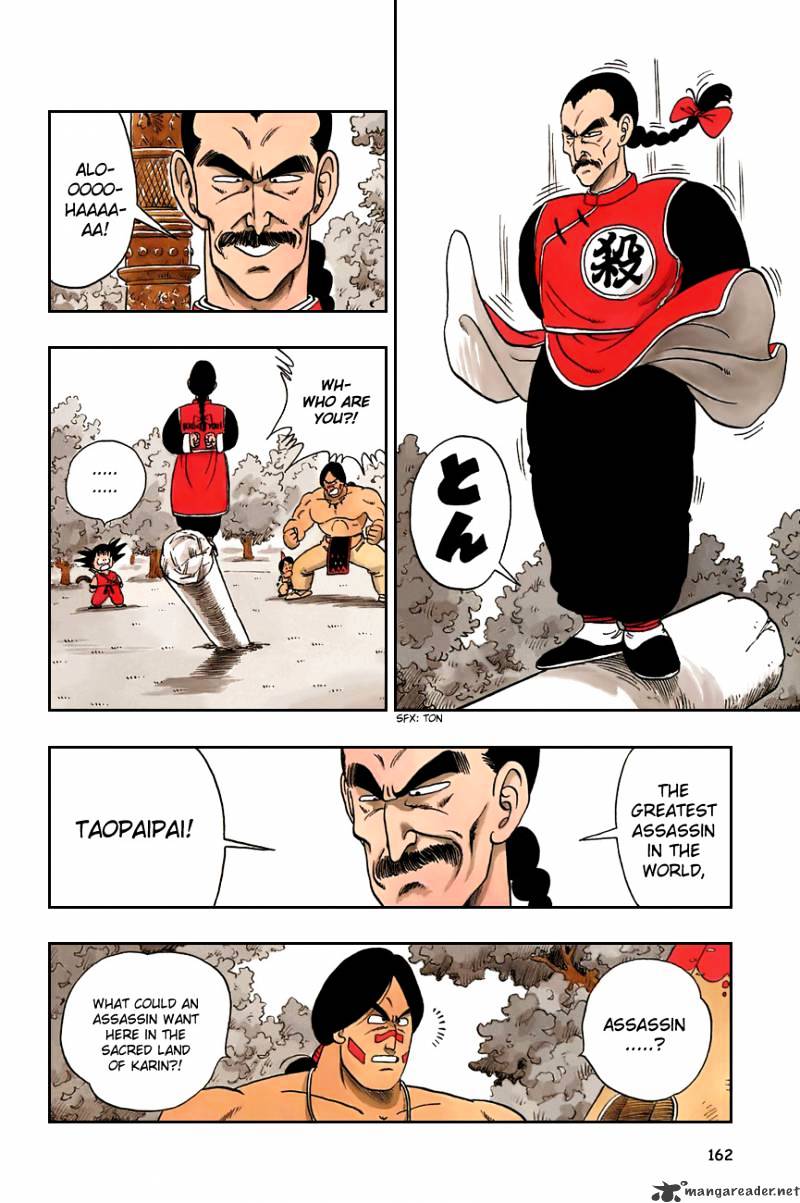 殺
とん
SFX: TON
ALO-
OOOO-
HAAAA-
AA!
WH-
WHO ARE
YOU?!
.....
.....
THE
GREATEST
ASSASSIN
IN THE
WORLD,
TAOPAIPAI!
ASSASSIN
.....?
WHAT COULD AN
ASSASSIN WANT
HERE IN THE
SACRED LAND
OF KARIN?!
162
mangareader.net